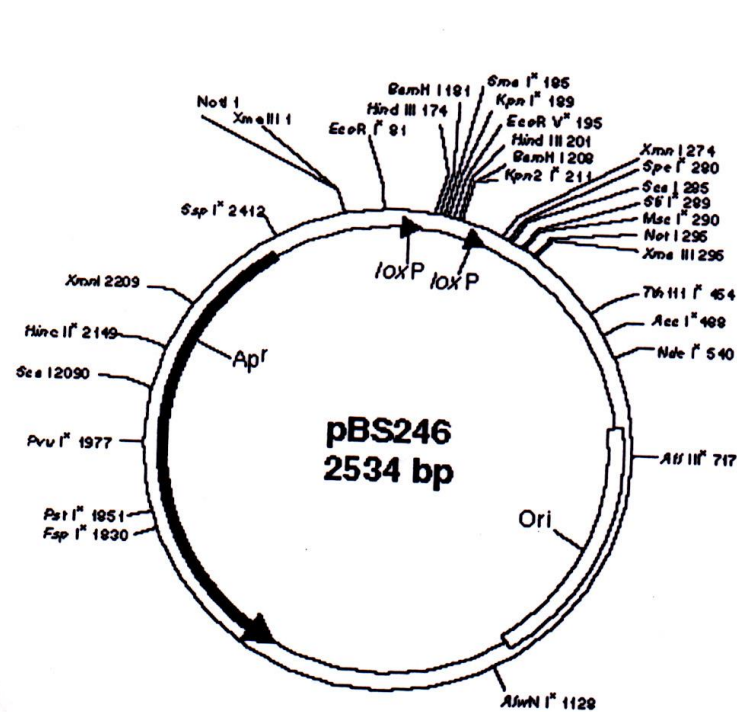 Not I 1
Xma III 1
EcoR I* 81
Hind III 174
BamH I 181
Sma I* 185
Kpn I* 189
EcoR V* 195
Hind III 201
BamH I 208
Kpn2 I* 211
Xmn I 274
Spe I* 280
Sca I 285
Sfi I* 289
Msc I* 290
Not I 295
Xma III 295
Tth111 I* 454
Acc I* 488
Nde I* 540
Afl III* 717
AlwN I* 1128
Fsp I* 1830
Pst I* 1851
Pvu I* 1977
Sca I 2090
Hinc II* 2149
Xmn I 2209
Ssp I* 2412
loxP
loxP
Apr
pBS246
2534 bp
Ori